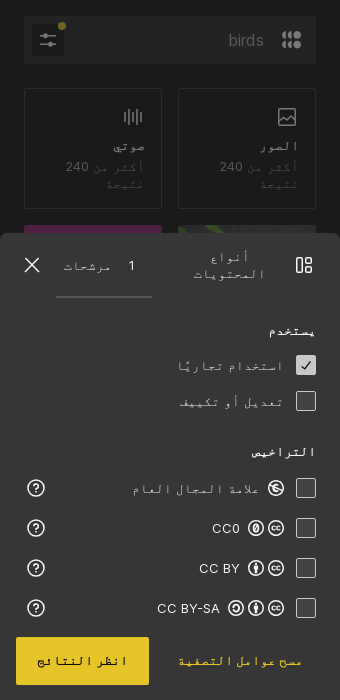 birds
الصور
أكثر من 240
نتيجة
صوتي
أكثر من 240
نتيجة
أنواع
المحتويات
1 مرشحات
يستخدم
استخدام تجاريًا
تعديل أو تكييف
التراخيص
علامة المجال العام
CC0
CC BY
CC BY-SA
مسح عوامل التصفية
انظر النتائج